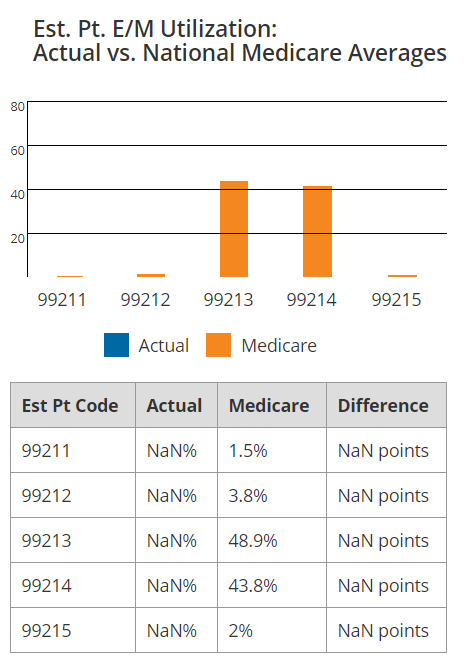 Est. Pt. E/M Utilization:
Actual vs. National Medicare Averages
80
60
40
20
99211 99212 99213 99214 99215
Actual Medicare
Est Pt Code Actual Medicare Difference
99211 NaN% 1.5% NaN points
99212 NaN% 3.8% NaN points
99213 NaN% 48.9% NaN points
99214 NaN% 43.8% NaN points
99215 NaN% 2% NaN points